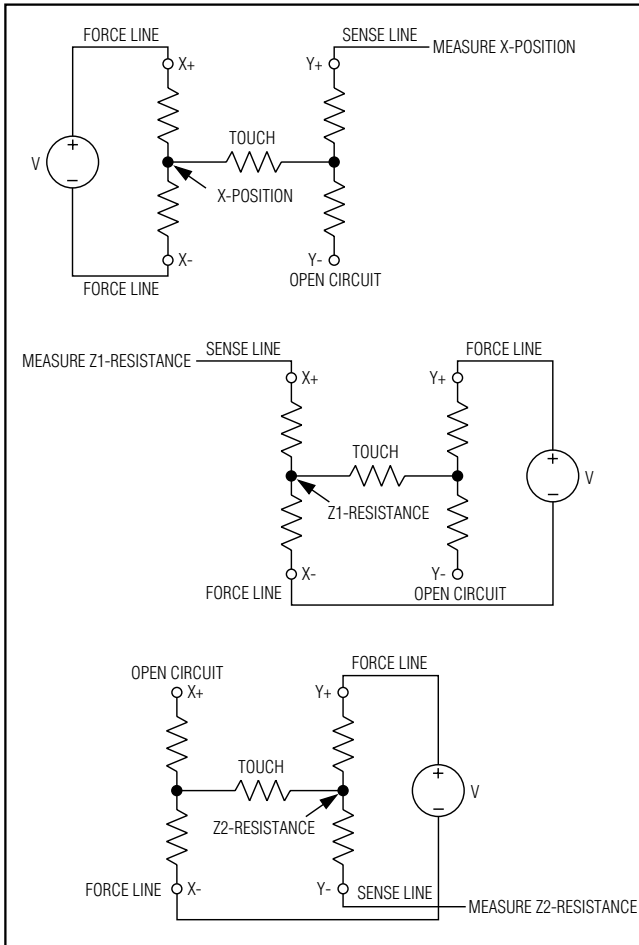 FORCE LINE
SENSE LINE
MEASURE X-POSITION
X+
Y+
TOUCH
V
+
−
X-POSITION
X-
Y-
FORCE LINE
OPEN CIRCUIT
MEASURE Z1-RESISTANCE
SENSE LINE
FORCE LINE
X+
Y+
TOUCH
+
−
V
Z1-RESISTANCE
X-
Y-
FORCE LINE
OPEN CIRCUIT
OPEN CIRCUIT
FORCE LINE
X+
Y+
TOUCH
+
−
V
Z2-RESISTANCE
FORCE LINE
X-
Y-
SENSE LINE
MEASURE Z2-RESISTANCE